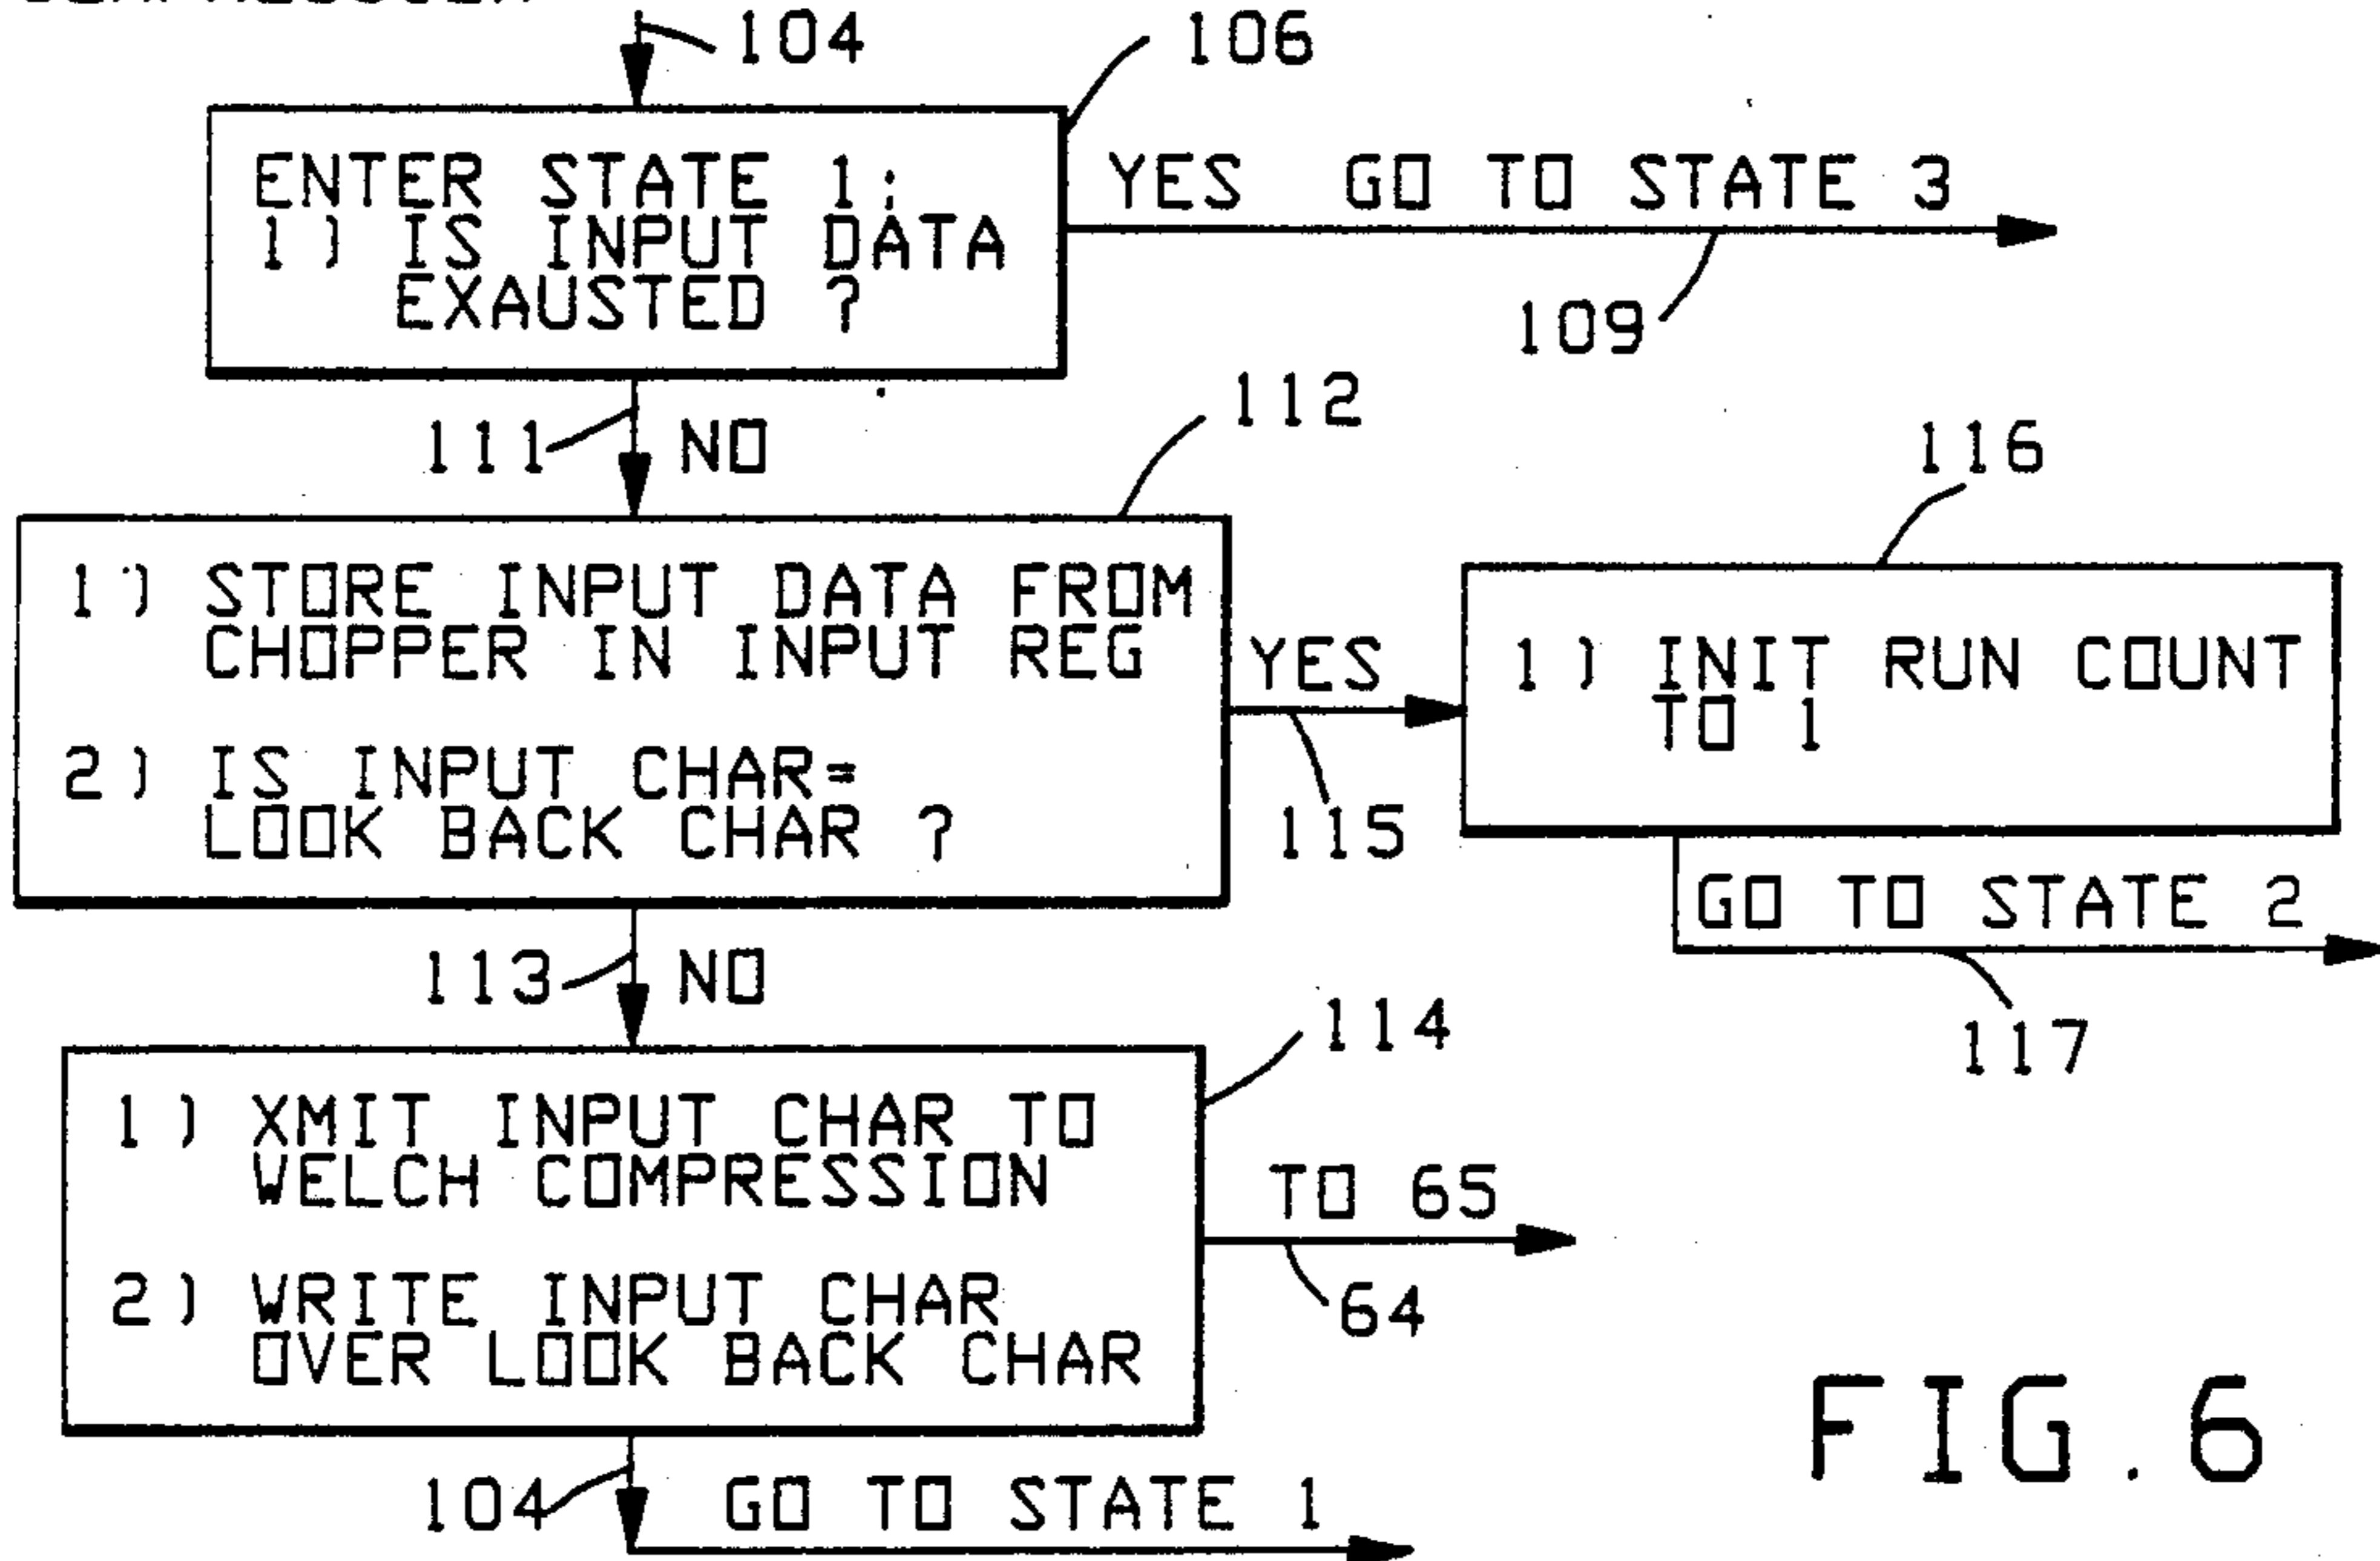 104
106
ENTER STATE 1;
1) IS INPUT DATA
EXAUSTED ?
YES GO TO STATE 3
109
111
NO
112
1) STORE INPUT DATA FROM
CHOPPER IN INPUT REG
2) IS INPUT CHAR=
LOOK BACK CHAR ?
YES
115
116
1) INIT RUN COUNT
TO 1
GO TO STATE 2
117
113
NO
114
1) XMIT INPUT CHAR TO
WELCH COMPRESSION
2) WRITE INPUT CHAR
OVER LOOK BACK CHAR
TO 65
64
104
GO TO STATE 1
FIG.6